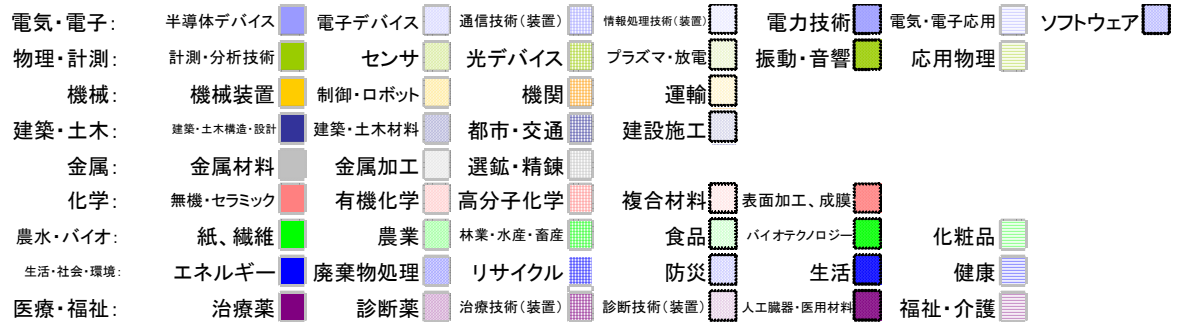 電気・電子: 半導体デバイス 電子デバイス 通信技術(装置) 情報処理技術(装置) 電力技術 電気・電子応用 ソフトウェア
物理・計測: 計測・分析技術 センサ 光デバイス プラズマ・放電 振動・音響 応用物理
機械: 機械装置 制御・ロボット 機関 運輸
建築・土木: 建築・土木構造・設計 建築・土木材料 都市・交通 建設施工
金属: 金属材料 金属加工 選鉱・精錬
化学: 無機・セラミック 有機化学 高分子化学 複合材料 表面加工、成膜
農水・バイオ: 紙、繊維 農業 林業・水産・畜産 食品 バイオテクノロジー 化粧品
生活・社会・環境: エネルギー 廃棄物処理 リサイクル 防災 生活 健康
医療・福祉: 治療薬 診断薬 治療技術(装置) 診断技術(装置) 人工臓器・医用材料 福祉・介護